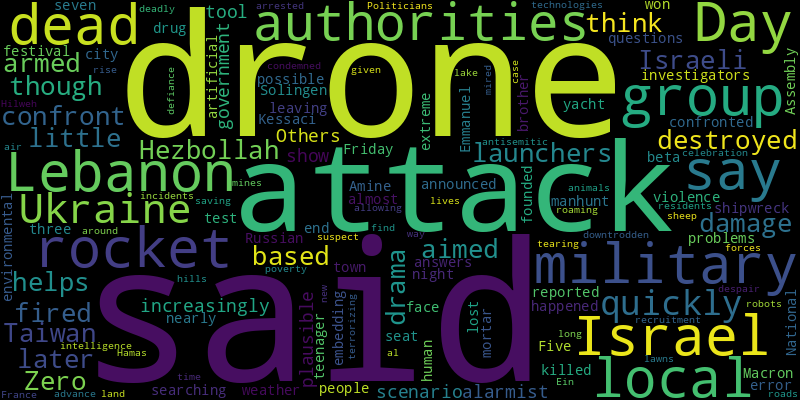 seven
deadly
arrested
Politicians
technologies
won
dead
drone
drug
tool
authorities
think
Day
festival
city
artificial
government
condemned
given
lake
mired
case
questions
Israeli
armed
rise
defiance
possible
brother
investigators
Assembly
though
Solingen
leaving
extreme
Emmanuel
yacht
group
Hilweh
Kessaci
confront
Others
confronted
destroyed
air
little
Hezbollah
show
Friday
antisemitic
launchers
beta
celebration
Lebanon
attack
Amine
announced
founded
animals
violence
say
incidents
saving
mines
almost
lives
manhunt
residents
shipwreck
Ukraine
test
allowing
roaming
sheep
damage
environmental
three
around
end
find
downtrodden
problems
rocket
Russian
suspect
way
tearing
forces
said
based
town
drama
aimed
answers
military
hills
poverty
night
despair
helps
plausible
new
embedding
terrorizing
face
happened
reported
robots
fired
increasingly
nearly
teenager
lost
mortar
long
recruitment
quickly
National
Taiwan
intelligence
seat
human
Five
lawns
Israel
later
Hamas
al
killed
Zero
time
weather
Ein
local
Macron
France
advance
land
searching
people
scenarioalarmist
error
roads